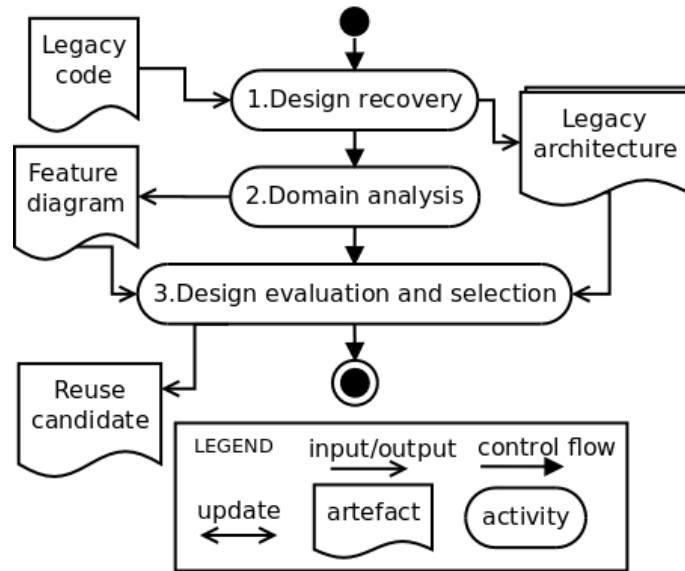 Legacy
code
1.Design recovery
Legacy
architecture
Feature
diagram
2.Domain analysis
3.Design evaluation and selection
Reuse
candidate
LEGEND
input/output
control flow
update
artefact
activity